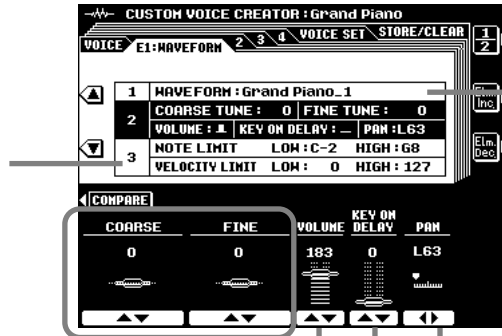 CUSTOM VOICE CREATOR : Grand Piano
VOICE E1:WAVEFORM 2 3 4 VOICE SET STORE/CLEAR
1
2
1 WAVEFORM : Grand Piano_1
Elm. Inc.
2 COARSE TUNE : 0 FINE TUNE : 0
VOLUME : KEY ON DELAY : PAN :L63
3 NOTE LIMIT LOW : C-2 HIGH : G8
VELOCITY LIMIT LOW : 0 HIGH : 127
Elm. Dec.
COMPARE
COARSE FINE VOLUME KEY ON DELAY PAN
0 0 183 0 L63